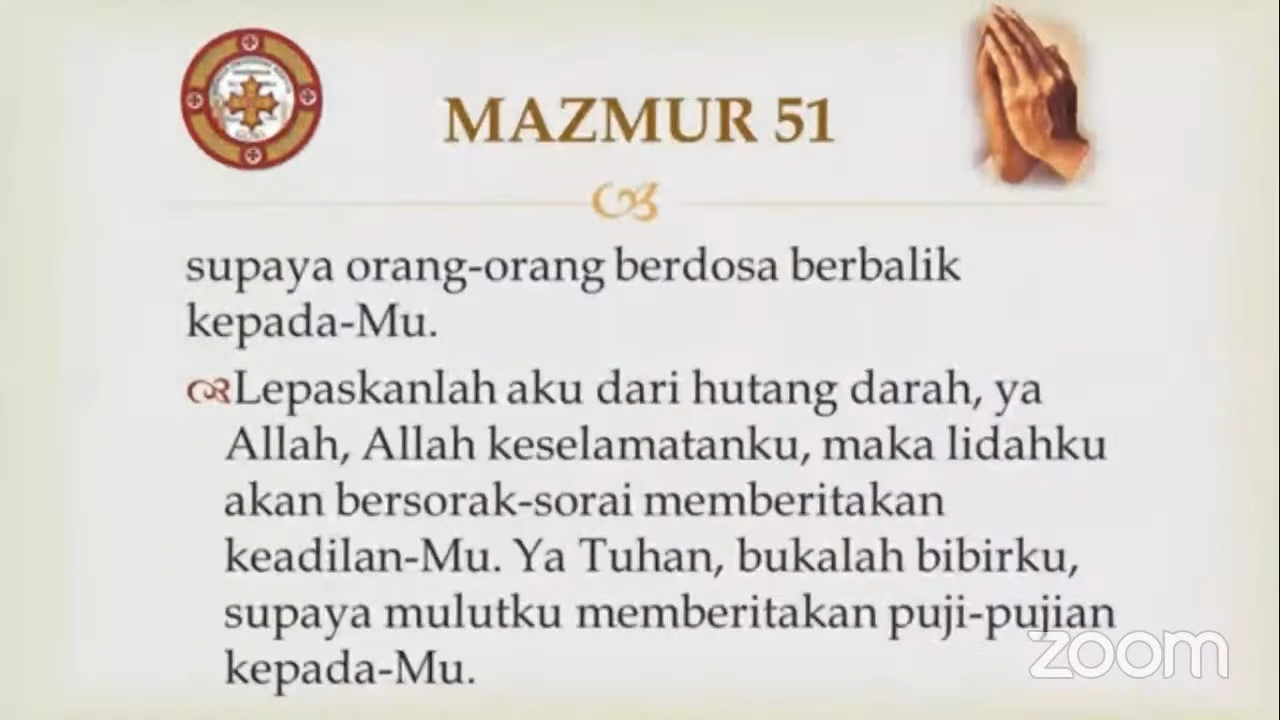 MAZMUR 51
supaya orang-orang berdosa berbalik
kepada-Mu.
Lepaskanlah aku dari hutang darah, ya
Allah, Allah keselamatanku, maka lidahku
akan bersorak-sorai memberitakan
keadilan-Mu. Ya Tuhan, bukalah bibirku,
supaya mulutku memberitakan puji-pujian
kepada-Mu.
zoom